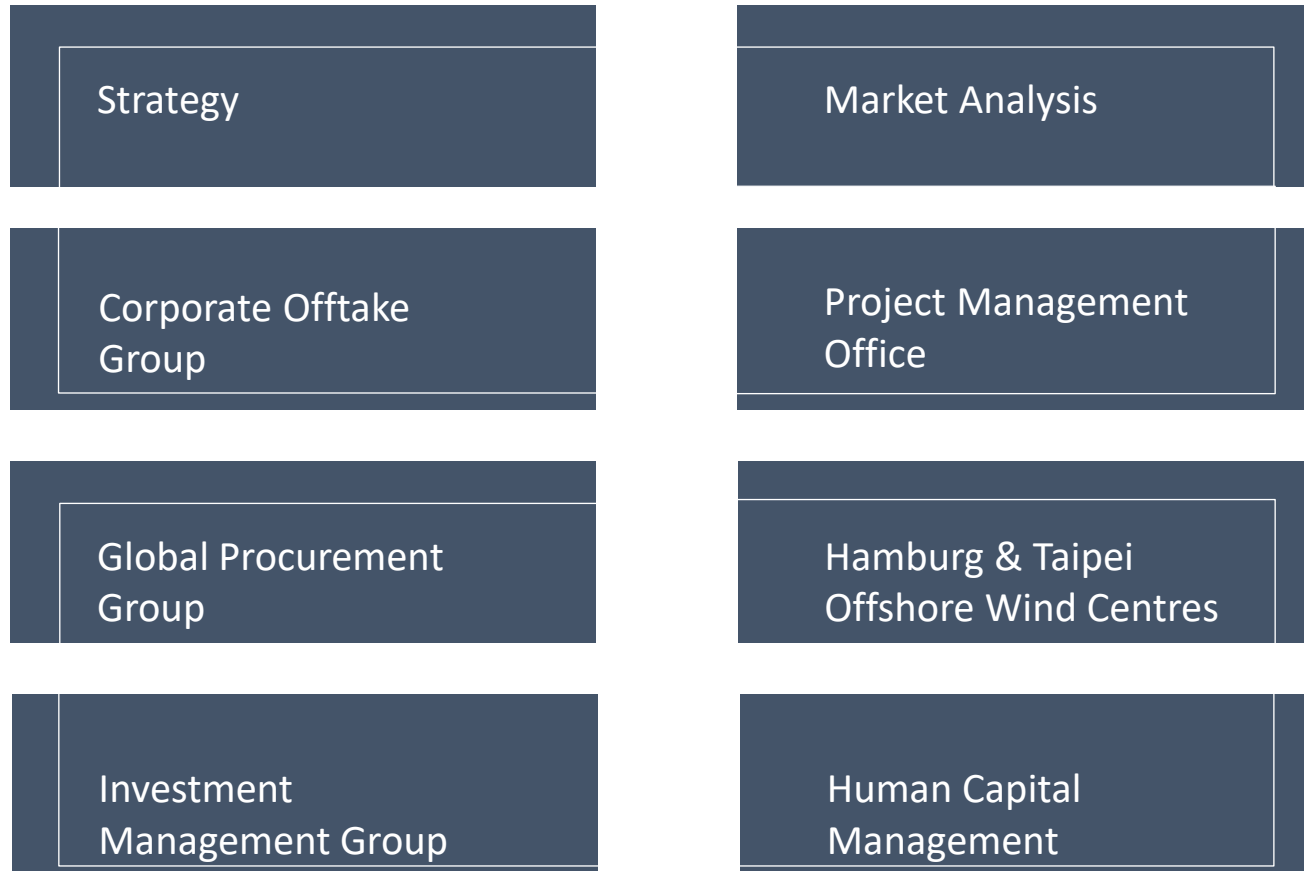 Strategy
Market Analysis
Corporate Offtake
Group
Project Management
Office
Global Procurement
Group
Hamburg & Taipei
Offshore Wind Centres
Investment
Management Group
Human Capital
Management